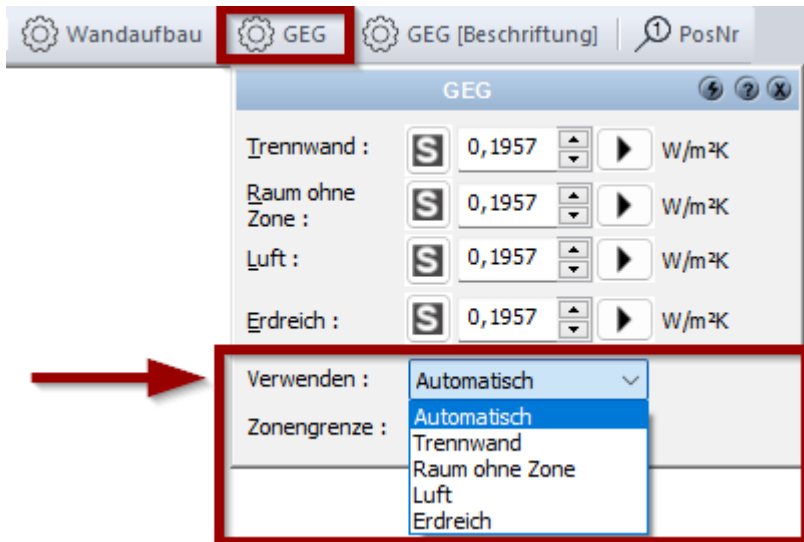 Wandaufbau GEG GEG [Beschriftung] 1 PosNr
GEG ? X
Trennwand : S 0,1957 W/m²K
Raum ohne
Zone : S 0,1957 W/m²K
Luft : S 0,1957 W/m²K
Erdreich : S 0,1957 W/m²K
Verwenden : Automatisch
Zonengrenze : Automatisch
Trennwand
Raum ohne Zone
Luft
Erdreich